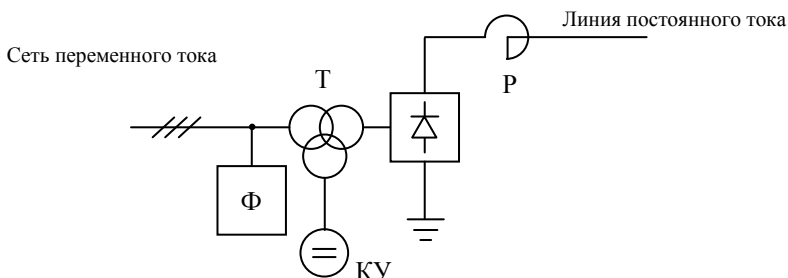 Линия постоянного тока
Сеть переменного тока
Т
Р
Ф
КУ